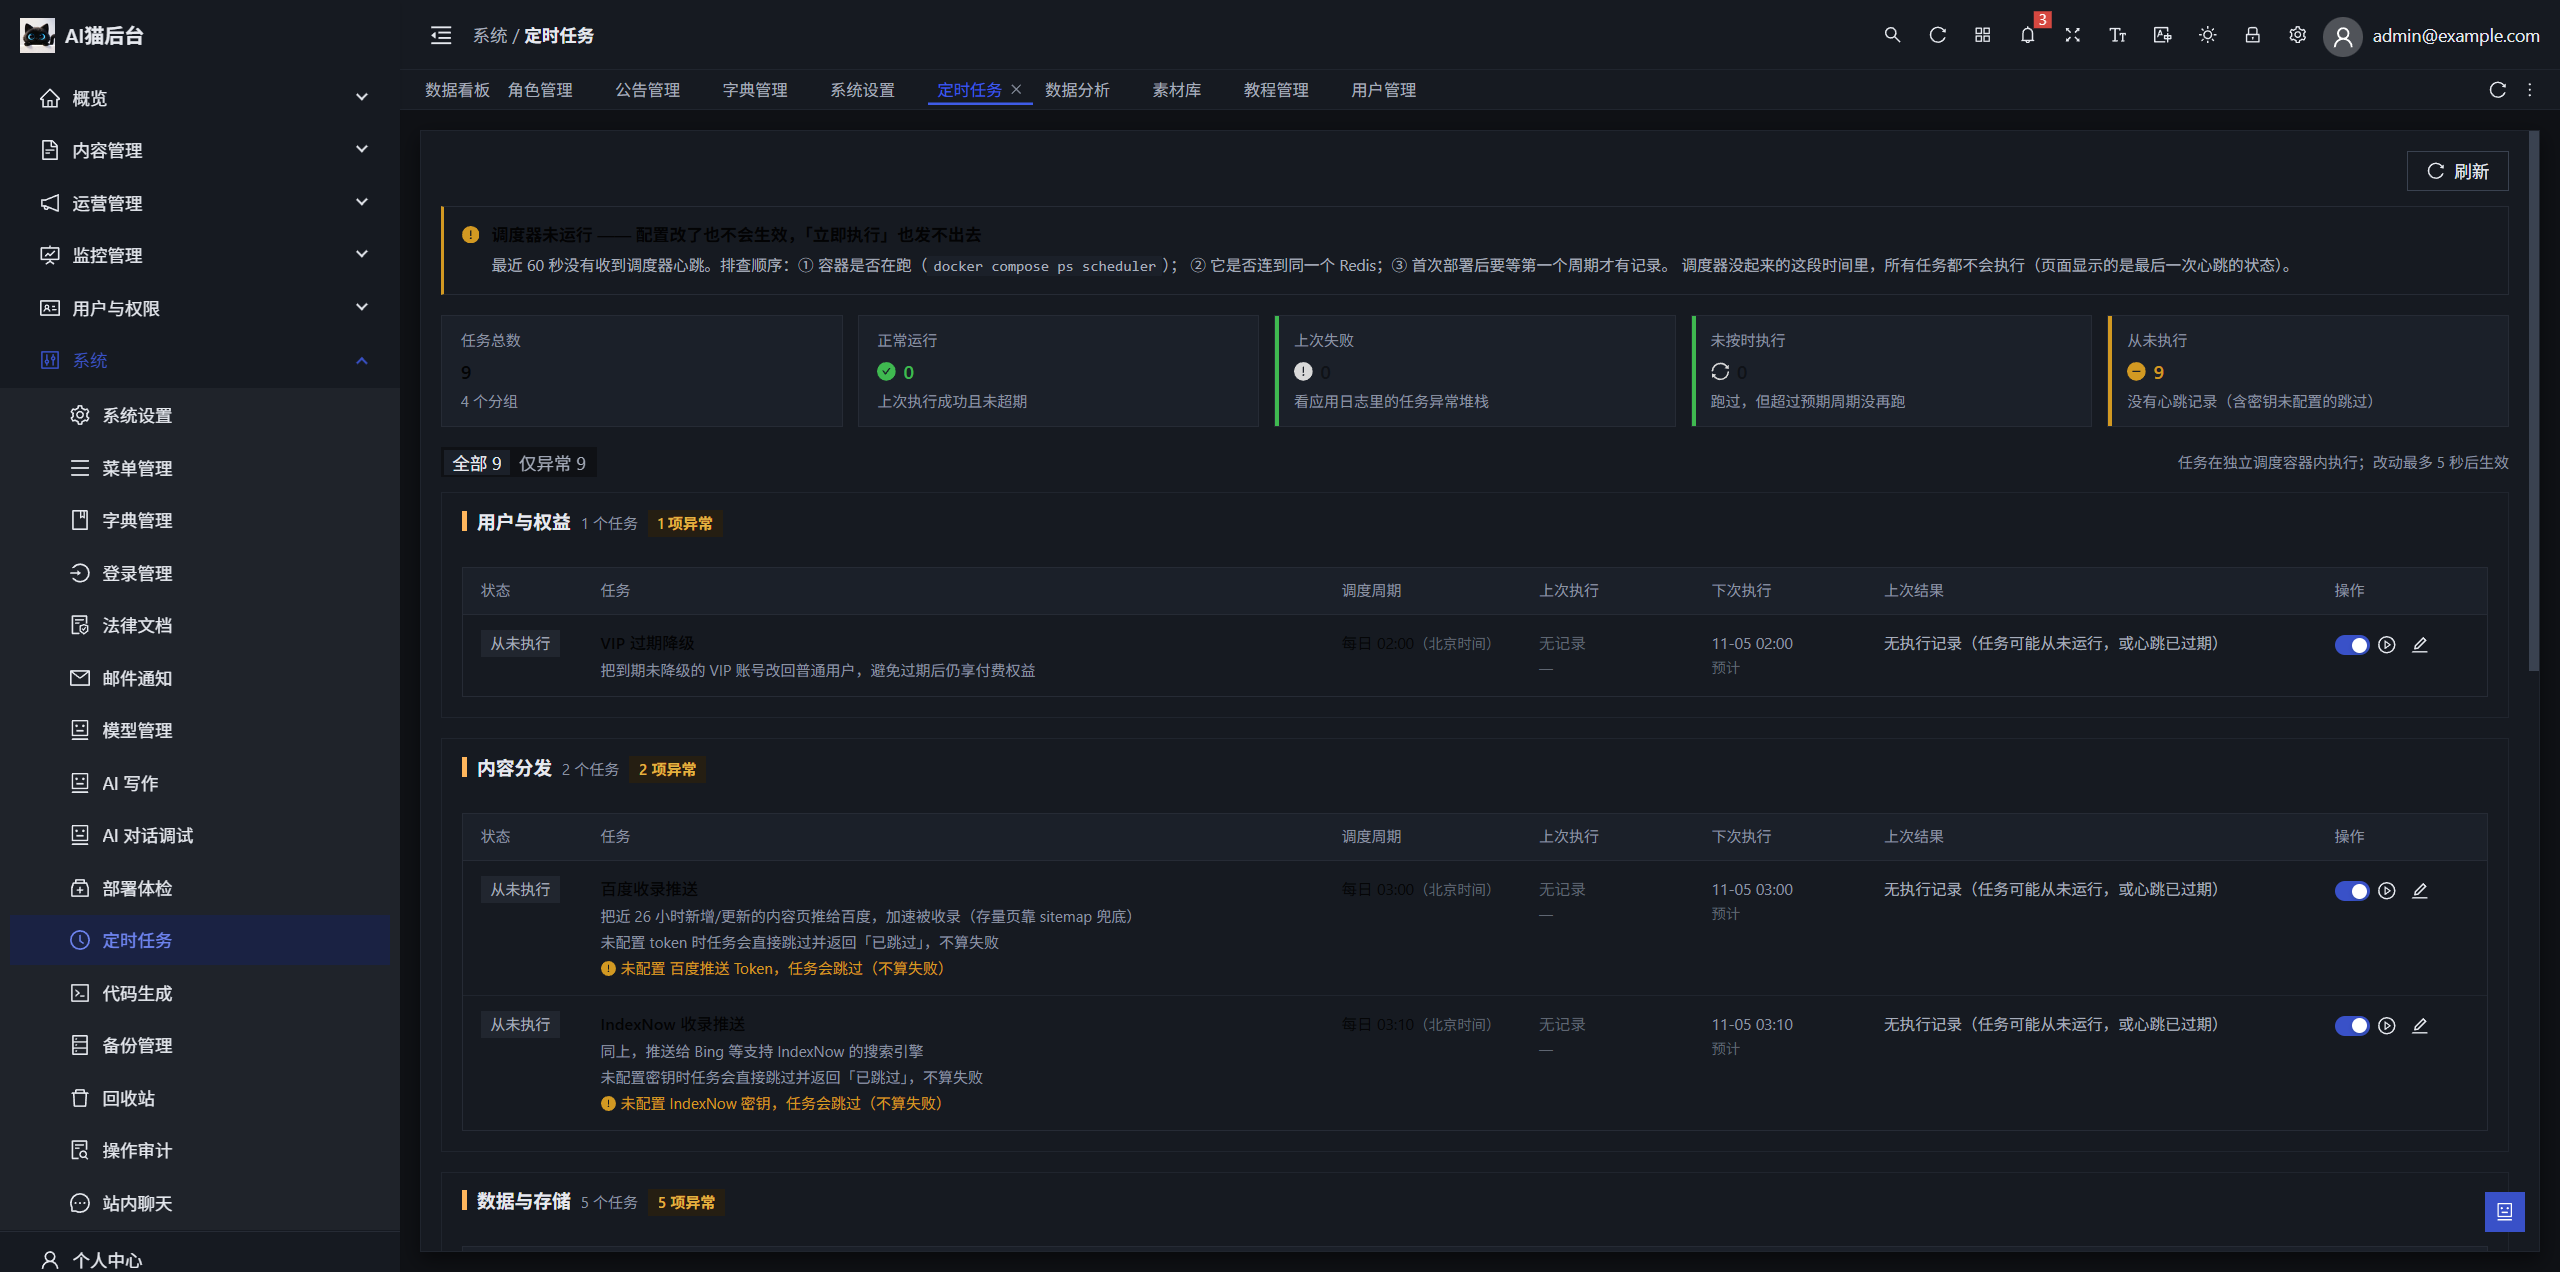 AI猫后台
系统 / 定时任务
3
admin@example.com
概览
内容管理
运营管理
监控管理
用户与权限
系统
系统设置
菜单管理
字典管理
登录管理
法律文档
邮件通知
模型管理
AI 写作
AI 对话调试
部署体检
定时任务
代码生成
备份管理
回收站
操作审计
站内聊天
个人中心
数据看板 角色管理 公告管理 字典管理 系统设置 定时任务 数据分析 素材库 教程管理 用户管理
刷新
调度器未运行 —— 配置改了也不会生效，「立即执行」也发不出去
最近 60 秒没有收到调度器心跳。排查顺序：① 容器是否在跑（ docker compose ps scheduler ）； ② 它是否连到同一个 Redis；③ 首次部署后要等第一个周期才有记录。 调度器没起来的这段时间里，所有任务都不会执行（页面显示的是最后一次心跳的状态）。
任务总数
9
4 个分组
正常运行
0
上次执行成功且未超期
上次失败
0
看应用日志里的任务异常堆栈
未按时执行
0
跑过，但超过预期周期没再跑
从未执行
9
没有心跳记录（含密钥未配置的跳过）
全部 9 仅异常 9
任务在独立调度容器内执行；改动最多 5 秒后生效
用户与权益 1 个任务 1 项异常
状态 任务 调度周期 上次执行 下次执行 上次结果 操作
从未执行 VIP 过期降级 每日 02:00（北京时间） 无记录 11-05 02:00 无执行记录（任务可能从未运行，或心跳已过期）
把到期未降级的 VIP 账号改回普通用户，避免过期后仍享付费权益 — 预计
内容分发 2 个任务 2 项异常
状态 任务 调度周期 上次执行 下次执行 上次结果 操作
从未执行 百度收录推送 每日 03:00（北京时间） 无记录 11-05 03:00 无执行记录（任务可能从未运行，或心跳已过期）
把近 26 小时新增/更新的内容页推给百度，加速被收录（存量页靠 sitemap 兜底） — 预计
未配置 token 时任务会直接跳过并返回「已跳过」，不算失败
未配置 百度推送 Token，任务会跳过（不算失败）
从未执行 IndexNow 收录推送 每日 03:10（北京时间） 无记录 11-05 03:10 无执行记录（任务可能从未运行，或心跳已过期）
同上，推送给 Bing 等支持 IndexNow 的搜索引擎 — 预计
未配置密钥时任务会直接跳过并返回「已跳过」，不算失败
未配置 IndexNow 密钥，任务会跳过（不算失败）
数据与存储 5 个任务 5 项异常